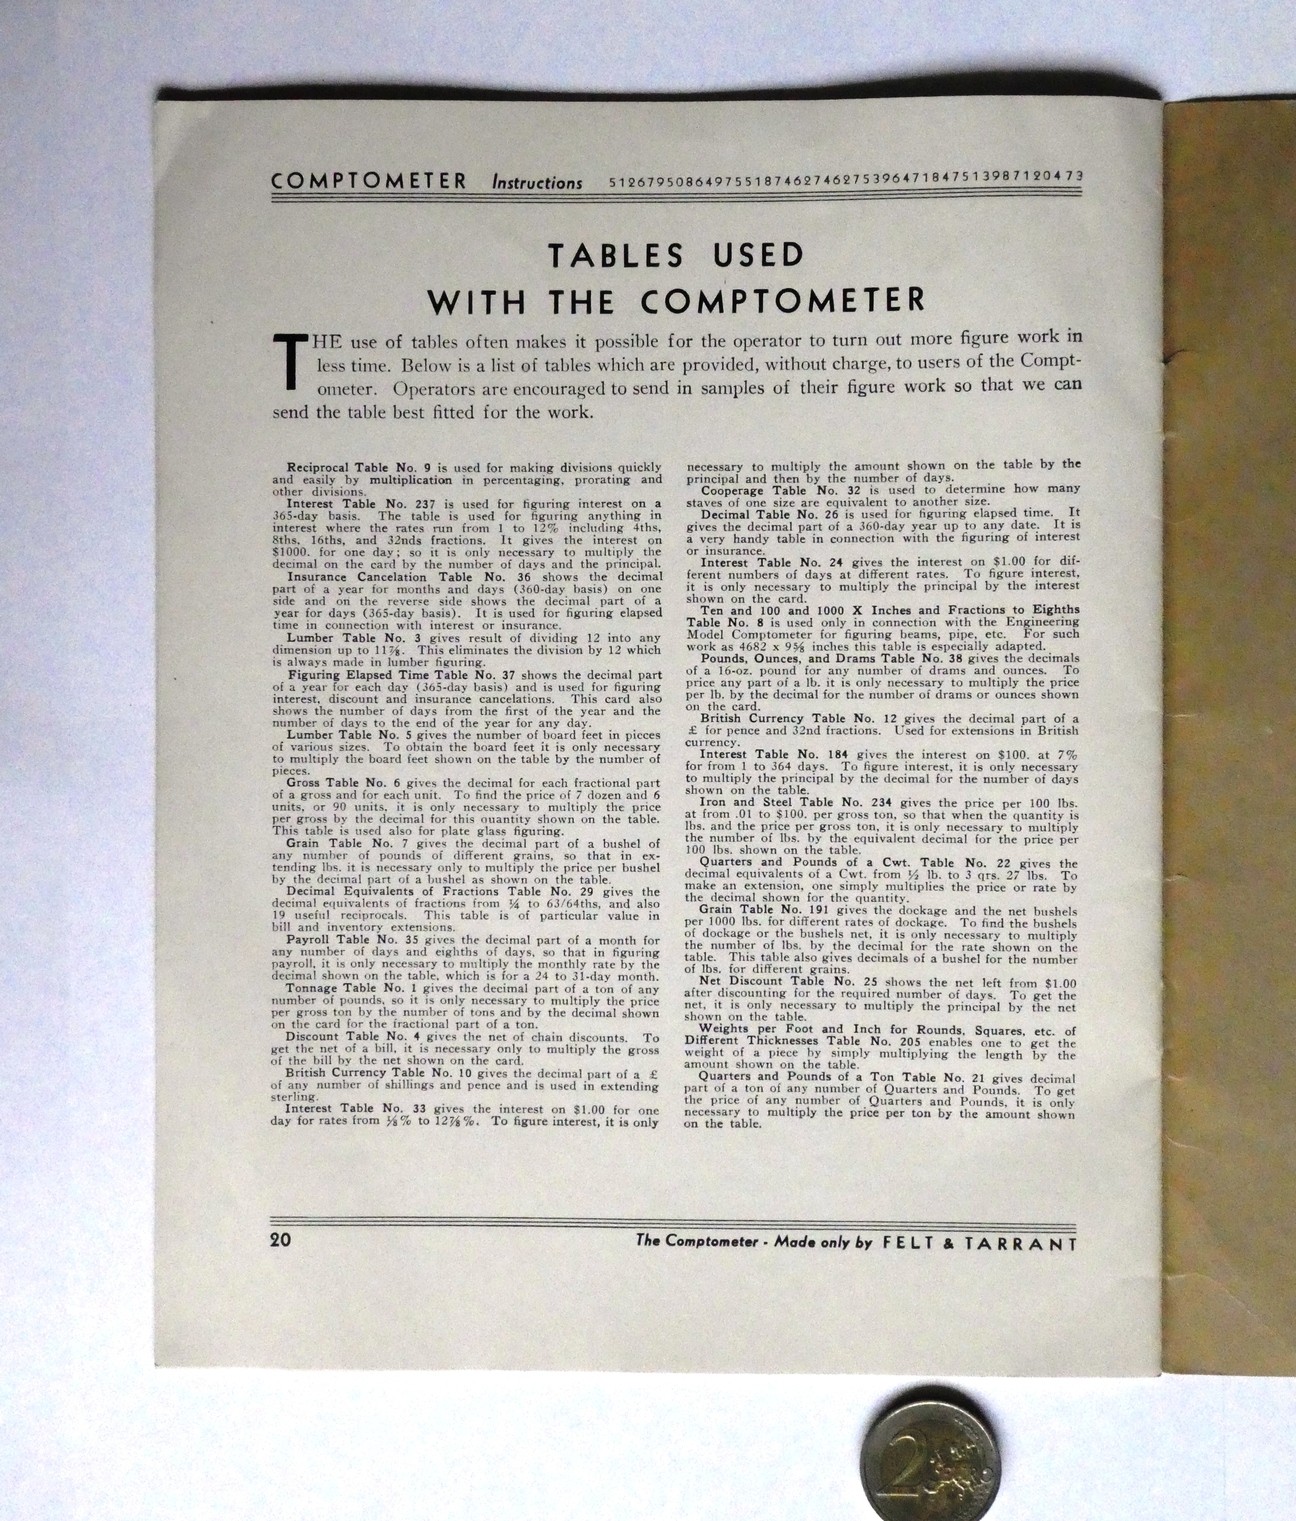 COMPTOMETER Instructions 5126795086497551874627462753964718475139871204 73
TABLES USED
WITH THE COMPTOMETER
THE use of tables often makes it possible for the operator to turn out more figure work in
less time. Below is a list of tables which are provided, without charge, to users of the Compt-
ometer. Operators are encouraged to send in samples of their figure work so that we can
send the table best fitted for the work.
Reciprocal Table No. 9 is used for making divisions quickly
and easily by multiplication in percentaging, prorating and
other divisions.
Interest Table No. 237 is used for figuring interest on a
365-day basis. The table is used for figuring anything in
interest where the rates run from 1 to 12% including 4ths,
8ths, 16ths, and 32nds fractions. It gives the interest on
$1000. for one day; so it is only necessary to multiply the
decimal on the card by the number of days and the principal.
Insurance Cancelation Table No. 36 shows the decimal
part of a year for months and days (360-day basis) on one
side and on the reverse side shows the decimal part of a
year for days (365-day basis). It is used for figuring elapsed
time in connection with interest or insurance.
Lumber Table No. 3 gives result of dividing 12 into any
dimension up to 11⅞. This eliminates the division by 12 which
is always made in lumber figuring.
Figuring Elapsed Time Table No. 37 shows the decimal part
of a year for each day (365-day basis) and is used for figuring
interest, discount and insurance cancelations. This card also
shows the number of days from the first of the year and the
number of days to the end of the year for any day.
Lumber Table No. 5 gives the number of board feet in pieces
of various sizes. To obtain the board feet it is only necessary
to multiply the board feet shown on the table by the number of
pieces.
Gross Table No. 6 gives the decimal for each fractional part
of a gross and for each unit. To find the price of 7 dozen and 6
units, or 90 units, it is only necessary to multiply the price
per gross by the decimal for this quantity shown on the table.
This table is used also for plate glass figuring.
Grain Table No. 7 gives the decimal part of a bushel of
any number of pounds of different grains, so that in ex-
tending lbs. it is necessary only to multiply the price per bushel
by the decimal part of a bushel as shown on the table.
Decimal Equivalents of Fractions Table No. 29 gives the
decimal equivalents of fractions from ¼ to 63/64ths, and also
19 useful reciprocals. This table is of particular value in
bill and inventory extensions.
Payroll Table No. 35 gives the decimal part of a month for
any number of days and eighths of days, so that in figuring
payroll, it is only necessary to multiply the monthly rate by the
decimal shown on the table, which is for a 24 to 31-day month.
Tonnage Table No. 1 gives the decimal part of a ton of any
number of pounds, so it is only necessary to multiply the price
per gross ton by the number of tons and by the decimal shown
on the card for the fractional part of a ton.
Discount Table No. 4 gives the net of chain discounts. To
get the net of a bill, it is necessary only to multiply the gross
of the bill by the net shown on the card.
British Currency Table No. 10 gives the decimal part of a £
of any number of shillings and pence and is used in extending
sterling.
Interest Table No. 33 gives the interest on $1.00 for one
day for rates from ⅛% to 12⅞%. To figure interest, it is only
necessary to multiply the amount shown on the table by the
principal and then by the number of days.
Cooperage Table No. 32 is used to determine how many
staves of one size are equivalent to another size.
Decimal Table No. 26 is used for figuring elapsed time. It
gives the decimal part of a 360-day year up to any date. It is
a very handy table in connection with the figuring of interest
or insurance.
Interest Table No. 24 gives the interest on $1.00 for dif-
ferent numbers of days at different rates. To figure interest,
it is only necessary to multiply the principal by the interest
shown on the card.
Ten and 100 and 1000 X Inches and Fractions to Eighths
Table No. 8 is used only in connection with the Engineering
Model Comptometer for figuring beams, pipe, etc. For such
work as 4682 x 9⅝ inches this table is especially adapted.
Pounds, Ounces, and Drams Table No. 38 gives the decimals
of a 16-oz. pound for any number of drams and ounces. To
price any part of a lb. it is only necessary to multiply the price
per lb. by the decimal for the number of drams or ounces shown
on the card.
British Currency Table No. 12 gives the decimal part of a
£ for pence and 32nd fractions. Used for extensions in British
currency.
Interest Table No. 184 gives the interest on $100. at 7%
for from 1 to 364 days. To figure interest, it is only necessary
to multiply the principal by the decimal for the number of days
shown on the table.
Iron and Steel Table No. 234 gives the price per 100 lbs.
at from .01 to $100. per gross ton, so that when the quantity is
lbs. and the price per gross ton, it is only necessary to multiply
the number of lbs. by the equivalent decimal for the price per
100 lbs. shown on the table.
Quarters and Pounds of a Cwt. Table No. 22 gives the
decimal equivalents of a Cwt. from ½ lb. to 3 qrs. 27 lbs. To
make an extension, one simply multiplies the price or rate by
the decimal shown for the quantity.
Grain Table No. 191 gives the dockage and the net bushels
per 1000 lbs. for different rates of dockage. To find the bushels
of dockage or the bushels net, it is only necessary to multiply
the number of lbs. by the decimal for the rate shown on the
table. This table also gives decimals of a bushel for the number
of lbs. for different grains.
Net Discount Table No. 25 shows the net left from $1.00
after discounting for the required number of days. To get the
net, it is only necessary to multiply the principal by the net
shown on the table.
Weights per Foot and Inch for Rounds, Squares, etc. of
Different Thicknesses Table No. 205 enables one to get the
weight of a piece by simply multiplying the length by the
amount shown on the table.
Quarters and Pounds of a Ton Table No. 21 gives decimal
part of a ton of any number of Quarters and Pounds. To get
the price of any number of Quarters and Pounds, it is only
necessary to multiply the price per ton by the amount shown
on the table.
20 The Comptometer - Made only by FELT & TARRANT
2